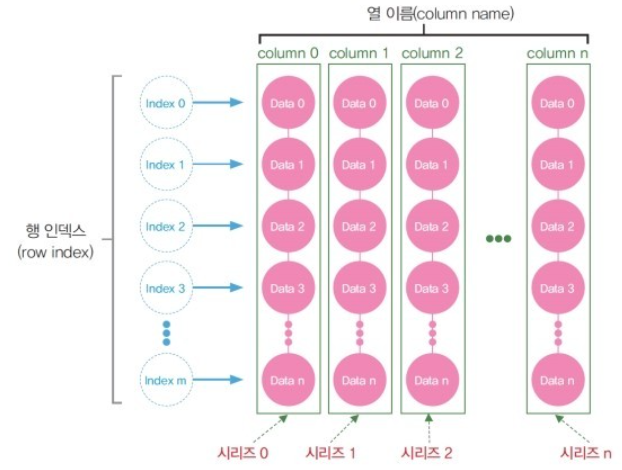 열 이름(column name)
column 0 column 1 column 2 column n
Index 0 Data 0 Data 0 Data 0 Data 0
Index 1 Data 1 Data 1 Data 1 Data 1
Index 2 Data 2 Data 2 Data 2 Data 2
행 인덱스
(row index)
Index 3 Data 3 Data 3 Data 3 Data 3
Index m Data n Data n Data n Data n
시리즈 0 시리즈 1 시리즈 2 시리즈 n